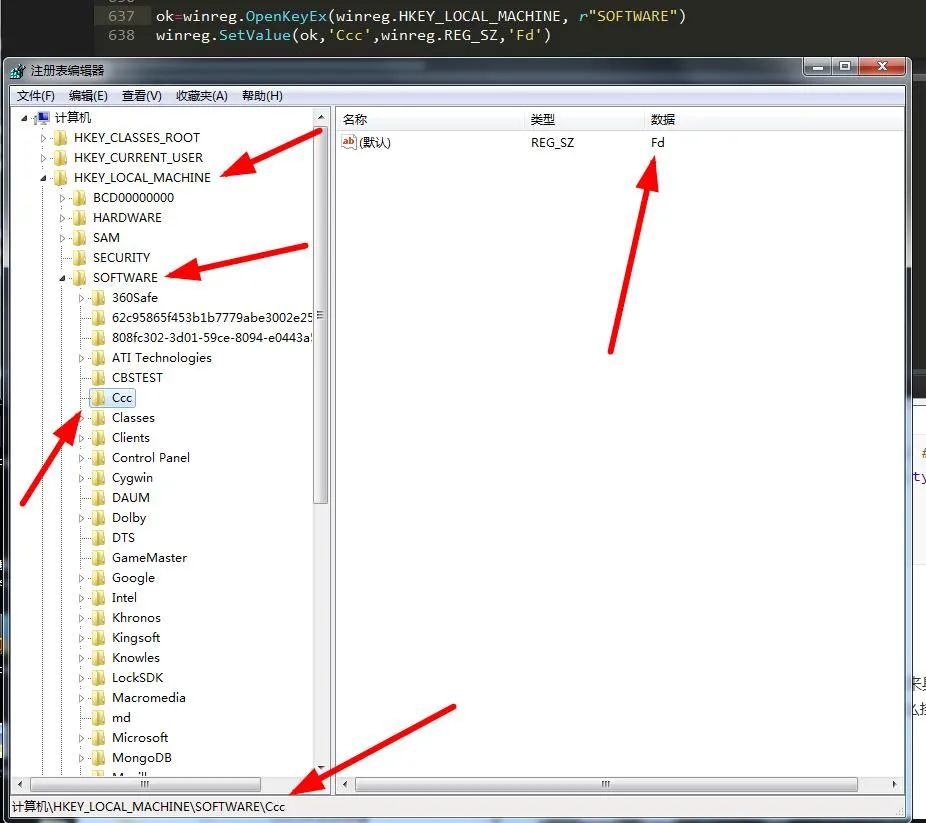 637 ok=winreg.OpenKeyEx(winreg.HKEY_LOCAL_MACHINE, r"SOFTWARE")
638 winreg.SetValue(ok,'Ccc',winreg.REG_SZ,'Fd')
注册表编辑器
文件(F) 编辑(E) 查看(V) 收藏夹(A) 帮助(H)
计算机
HKEY_CLASSES_ROOT
HKEY_CURRENT_USER
HKEY_LOCAL_MACHINE
BCD00000000
HARDWARE
SAM
SECURITY
SOFTWARE
360Safe
62c95865f453b1b7779abe3002e25
808fc302-3d01-59ce-8094-e0443a
ATI Technologies
CBSTEST
Ccc
Classes
Clients
Control Panel
Cygwin
DAUM
Dolby
DTS
GameMaster
Google
Intel
Khronos
Kingsoft
Knowles
LockSDK
Macromedia
md
Microsoft
MongoDB
名称 类型 数据
ab (默认) REG_SZ Fd
计算机\HKEY_LOCAL_MACHINE\SOFTWARE\Ccc